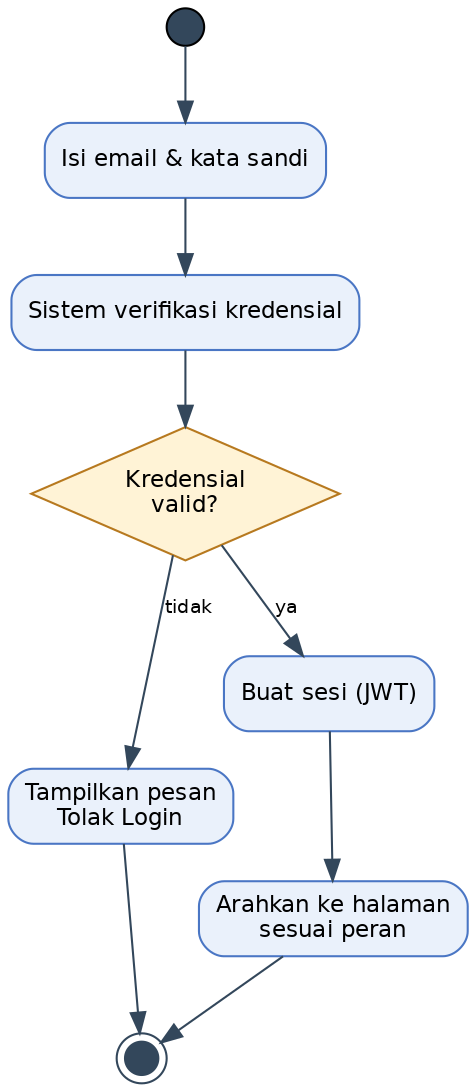 Isi email & kata sandi
Sistem verifikasi kredensial
Kredensial
valid?
tidak
ya
Buat sesi (JWT)
Tampilkan pesan
Tolak Login
Arahkan ke halaman
sesuai peran